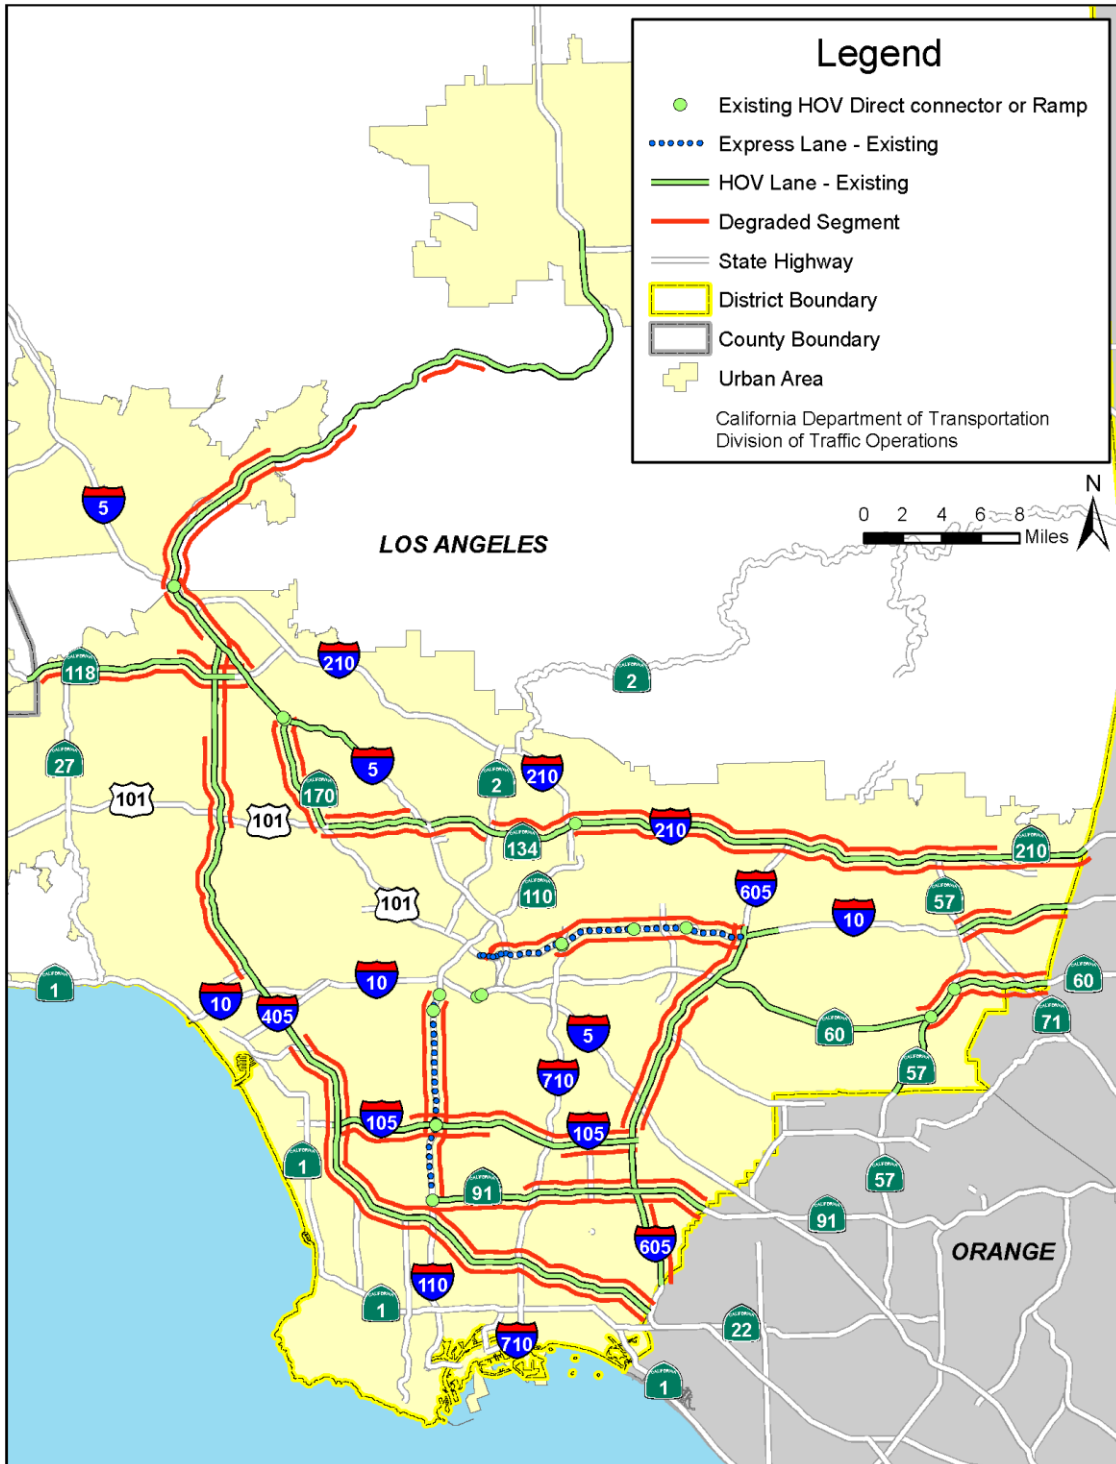 Legend
Existing HOV Direct connector or Ramp
Express Lane - Existing
HOV Lane - Existing
Degraded Segment
State Highway
District Boundary
County Boundary
Urban Area
California Department of Transportation
Division of Traffic Operations
N
0 2 4 6 8
Miles
5
LOS ANGELES
118
210
2
27
5
2
210
170
101
101
134
210
210
110
605
57
101
10
1
10
10
405
60
60
71
5
57
710
105
105
1
91
57
91
605
ORANGE
110
1
22
710
1